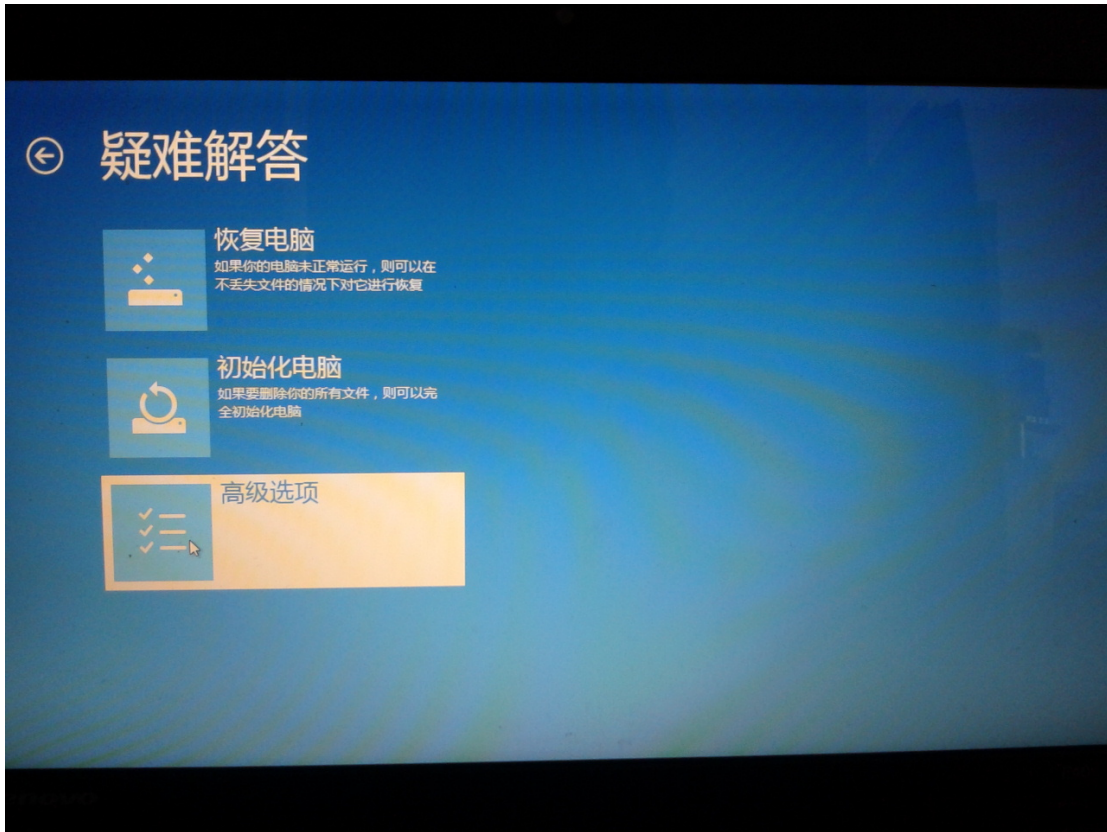 疑难解答
恢复电脑
如果你的电脑未正常运行，则可以在
不丢失文件的情况下对它进行恢复
初始化电脑
如果要删除你的所有文件，则可以完
全初始化电脑
高级选项